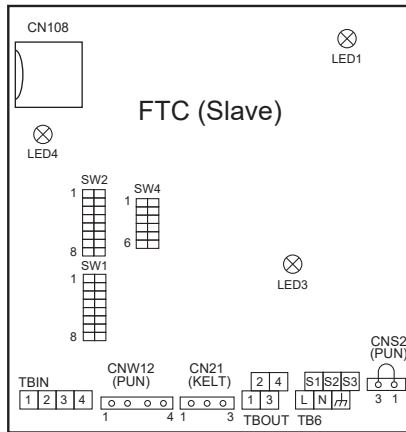 CN108
LED1
FTC (Slave)
LED4
SW2
1
8
SW4
1
6
SW1
1
8
LED3
CNS2
(PUN)
3 1
TBIN
1 2 3 4
CNW12
(PUN)
1 4
CN21
(KELT)
1 3
2 4
1 3
TBOUT
S1 S2 S3
L N
TB6